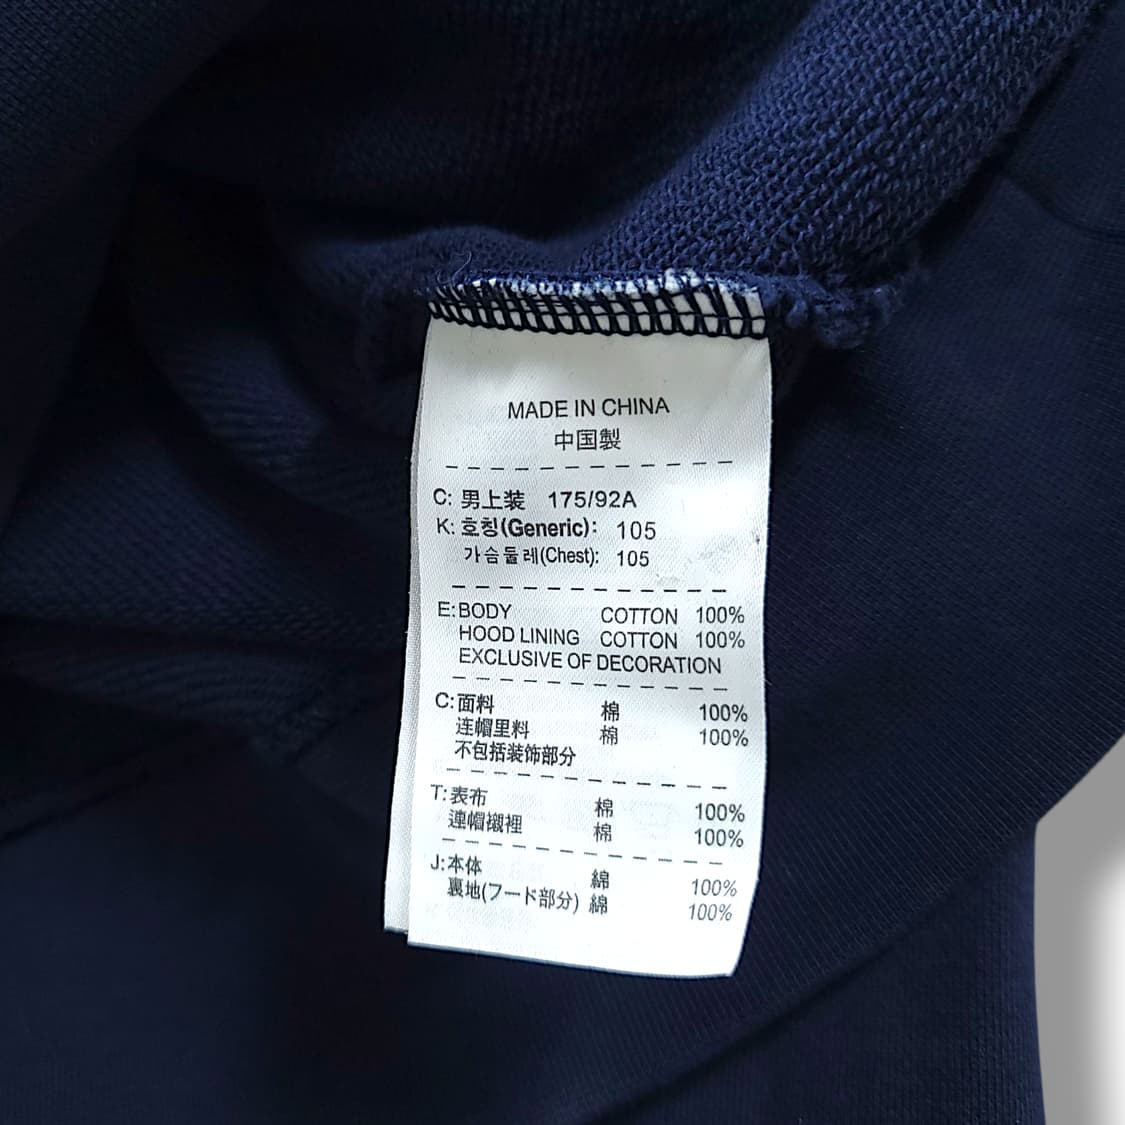 MADE IN CHINA
中国製
C: 男上装 175/92A
K: 호칭(Generic): 105
가슴둘레(Chest): 105
E: BODY COTTON 100%
HOOD LINING COTTON 100%
EXCLUSIVE OF DECORATION
C: 面料 棉 100%
连帽里料 棉 100%
不包括装饰部分
T: 表布 棉 100%
連帽襯裡 棉 100%
J: 本体 綿 100%
裏地(フード部分) 綿 100%